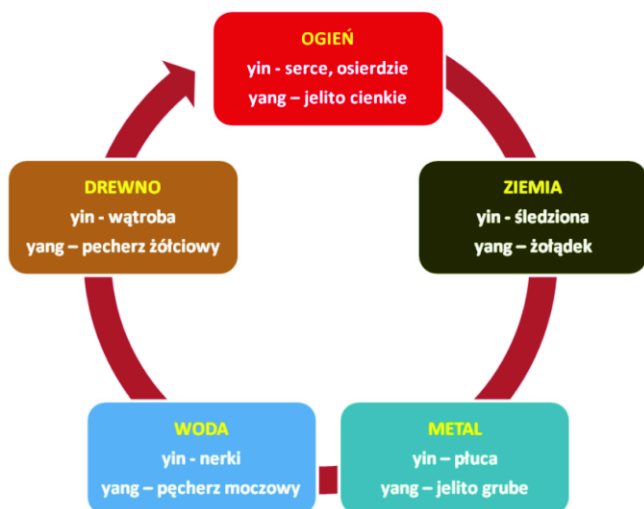 OGIEŃ
yin - serce, osierdzie
yang – jelito cienkie
ZIEMIA
yin - śledziona
yang – żołądek
METAL
yin – płuca
yang – jelito grube
WODA
yin - nerki
yang – pęcherz moczowy
DREWNO
yin - wątroba
yang – pecherz żółciowy